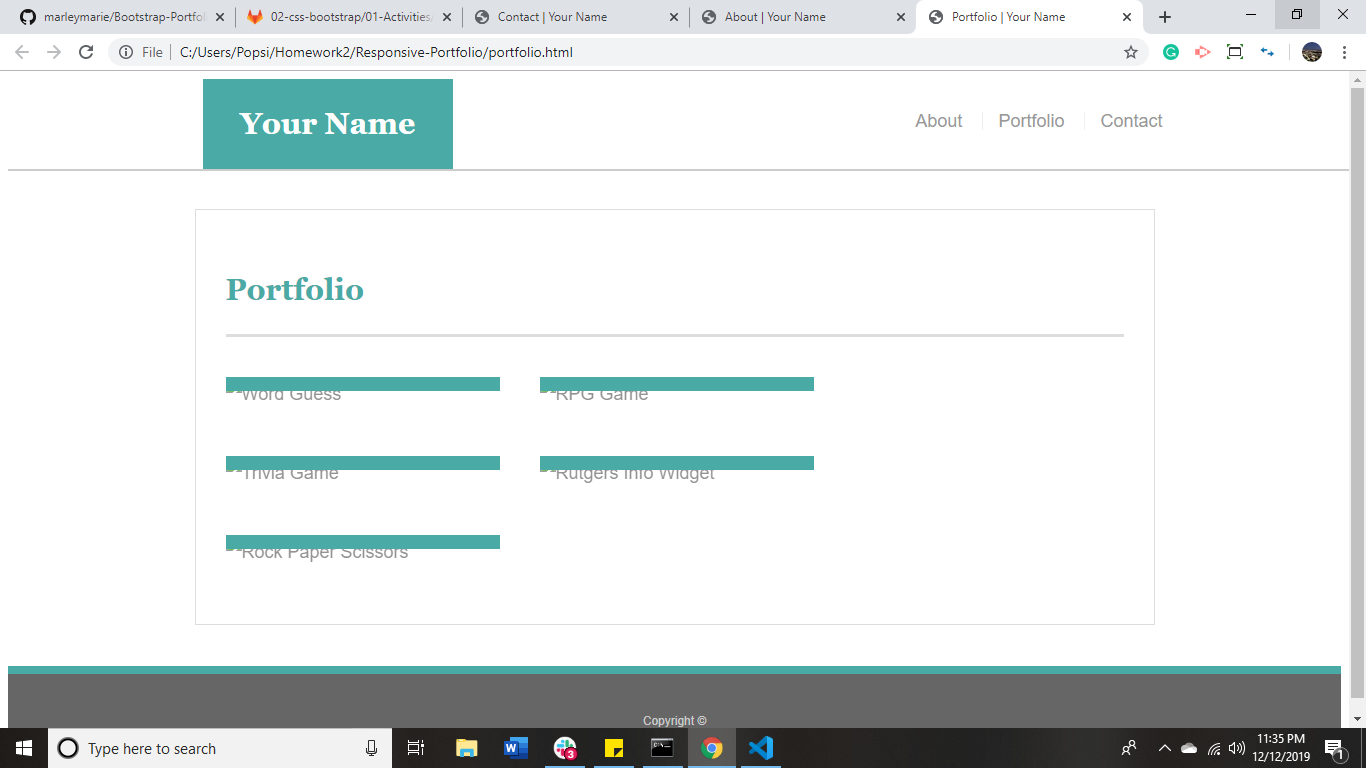 marleymarie/Bootstrap-Portfol
02-css-bootstrap/01-Activities
Contact | Your Name
About | Your Name
Portfolio | Your Name
File
C:/Users/Popsi/Homework2/Responsive-Portfolio/portfolio.html
Your Name
About
Portfolio
Contact
Portfolio
Word Guess
RPG Game
Trivia Game
Rutgers Info Widget
Rock Paper Scissors
Copyright ©
Type here to search
3
11:35 PM
12/12/2019
1